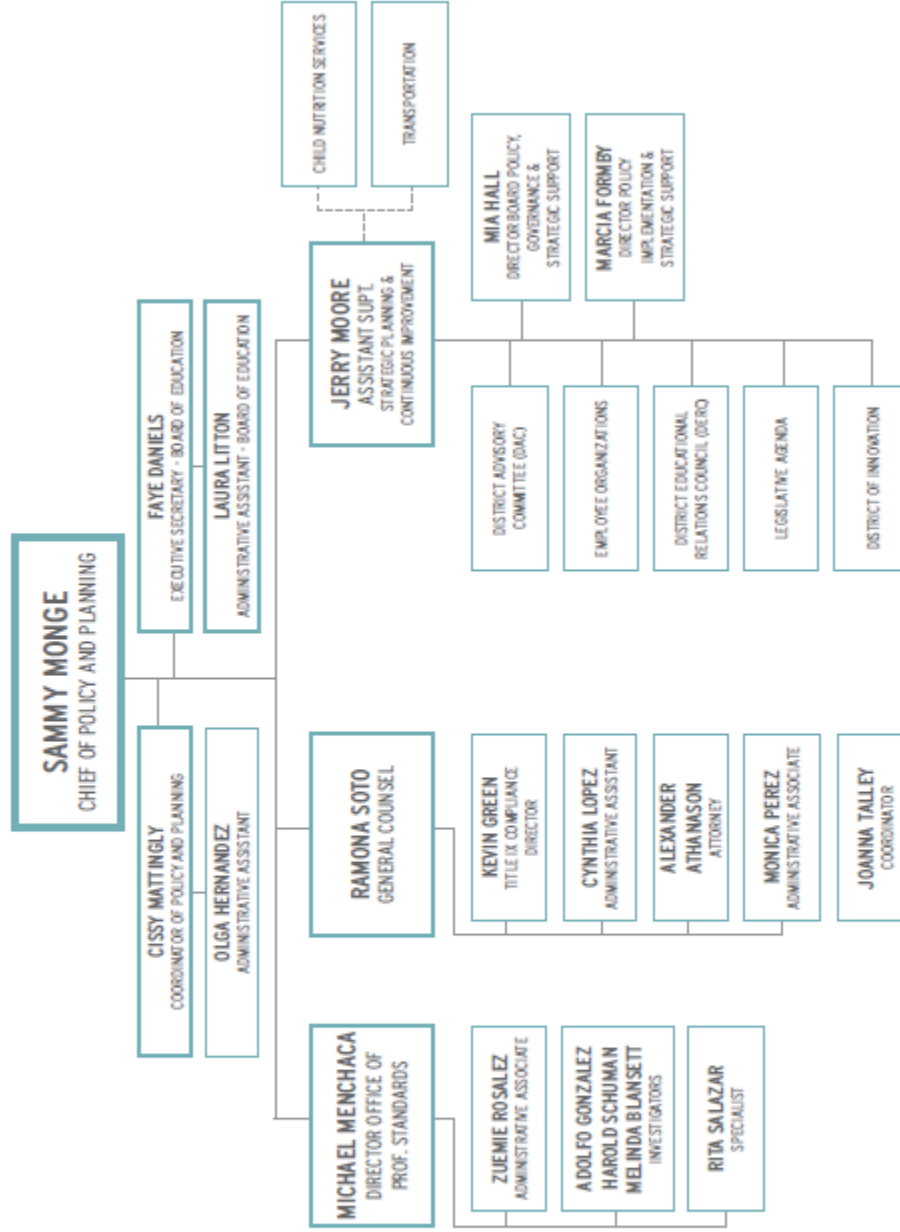 SAMMY MONGE
CHIEF OF POLICY AND PLANNING
CISSY MATTINGLY
COORDINATOR OF POLICY AND PLANNING
OLGA HERNANDEZ
ADMINISTRATIVE ASSISTANT
FAYE DANIELS
EXECUTIVE SECRETARY - BOARD OF EDUCATION
LAURA LITTON
ADMINISTRATIVE ASSISTANT - BOARD OF EDUCATION
MICHAEL MENCHACA
DIRECTOR OFFICE OF
PROF. STANDARDS
ZUEMIE ROSALEZ
ADMINISTRATIVE ASSOCIATE
ADOLFO GONZALEZ
HAROLD SCHUMAN
MELINDA BLANSETT
INVESTIGATORS
RITA SALAZAR
SPECIALIST
RAMONA SOTO
GENERAL COUNSEL
KEVIN GREEN
TITLE IX COMPLIANCE
DIRECTOR
CYNTHIA LOPEZ
ADMINISTRATIVE ASSISTANT
ALEXANDER
ATHANASON
ATTORNEY
MONICA PEREZ
ADMINISTRATIVE ASSOCIATE
JOANNA TALLEY
COORDINATOR
JERRY MOORE
ASSISTANT SUPT.
STRATEGIC PLANNING &
CONTINUOUS IMPROVEMENT
CHILD NUTRITION SERVICES
TRANSPORTATION
DISTRICT ADVISORY
COMMITTEE (DAC)
EMPLOYEE ORGANIZATIONS
DISTRICT EDUCATIONAL
RELATIONS COUNCIL (DERC)
LEGISLATIVE AGENDA
DISTRICT OF INNOVATION
MIA HALL
DIRECTOR BOARD POLICY,
GOVERNANCE &
STRATEGIC SUPPORT
MARCIA FORMBY
DIRECTOR POLICY
IMPLEMENTATION &
STRATEGIC SUPPORT